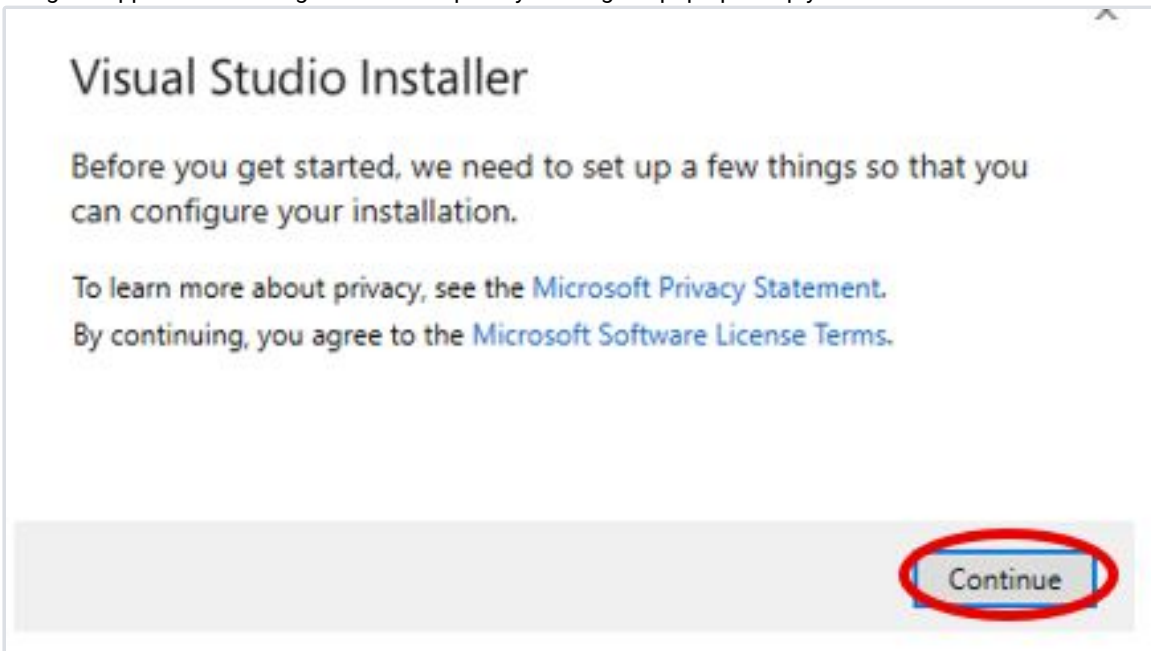 Visual Studio Installer
Before you get started, we need to set up a few things so that you
can configure your installation.
To learn more about privacy, see the Microsoft Privacy Statement.
By continuing, you agree to the Microsoft Software License Terms.
Continue